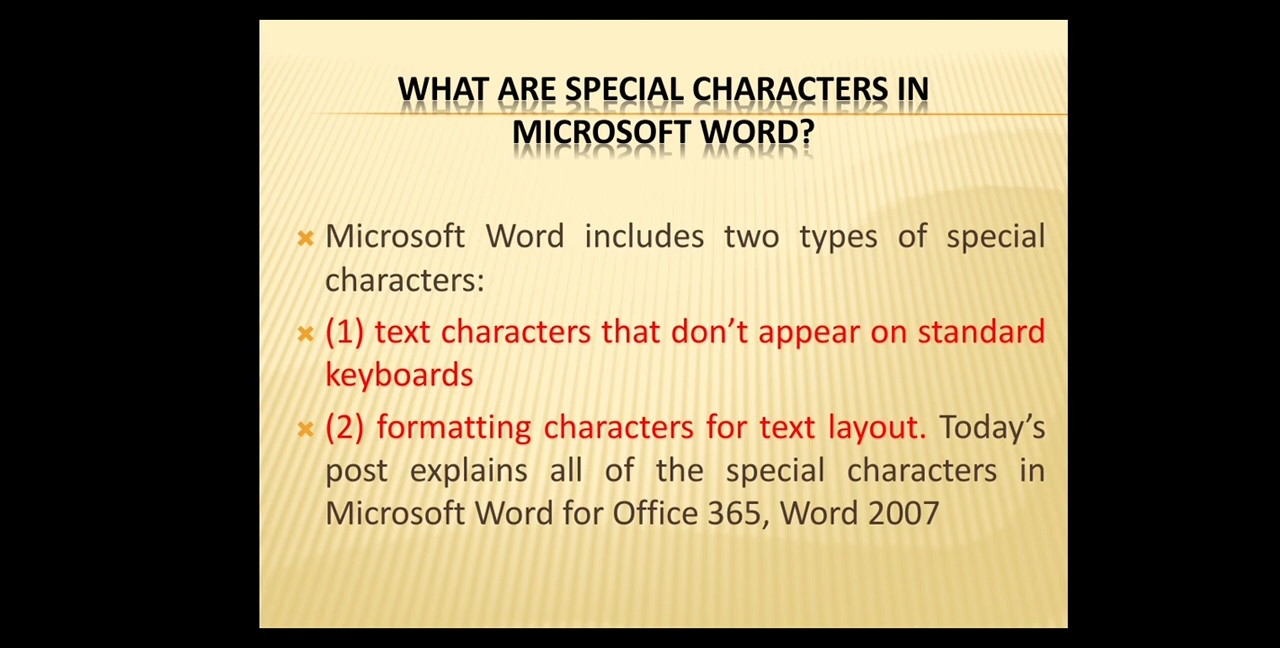 WHAT ARE SPECIAL CHARACTERS IN
MICROSOFT WORD?
Microsoft Word includes two types of special
characters:
(1) text characters that don’t appear on standard
keyboards
(2) formatting characters for text layout. Today’s
post explains all of the special characters in
Microsoft Word for Office 365, Word 2007